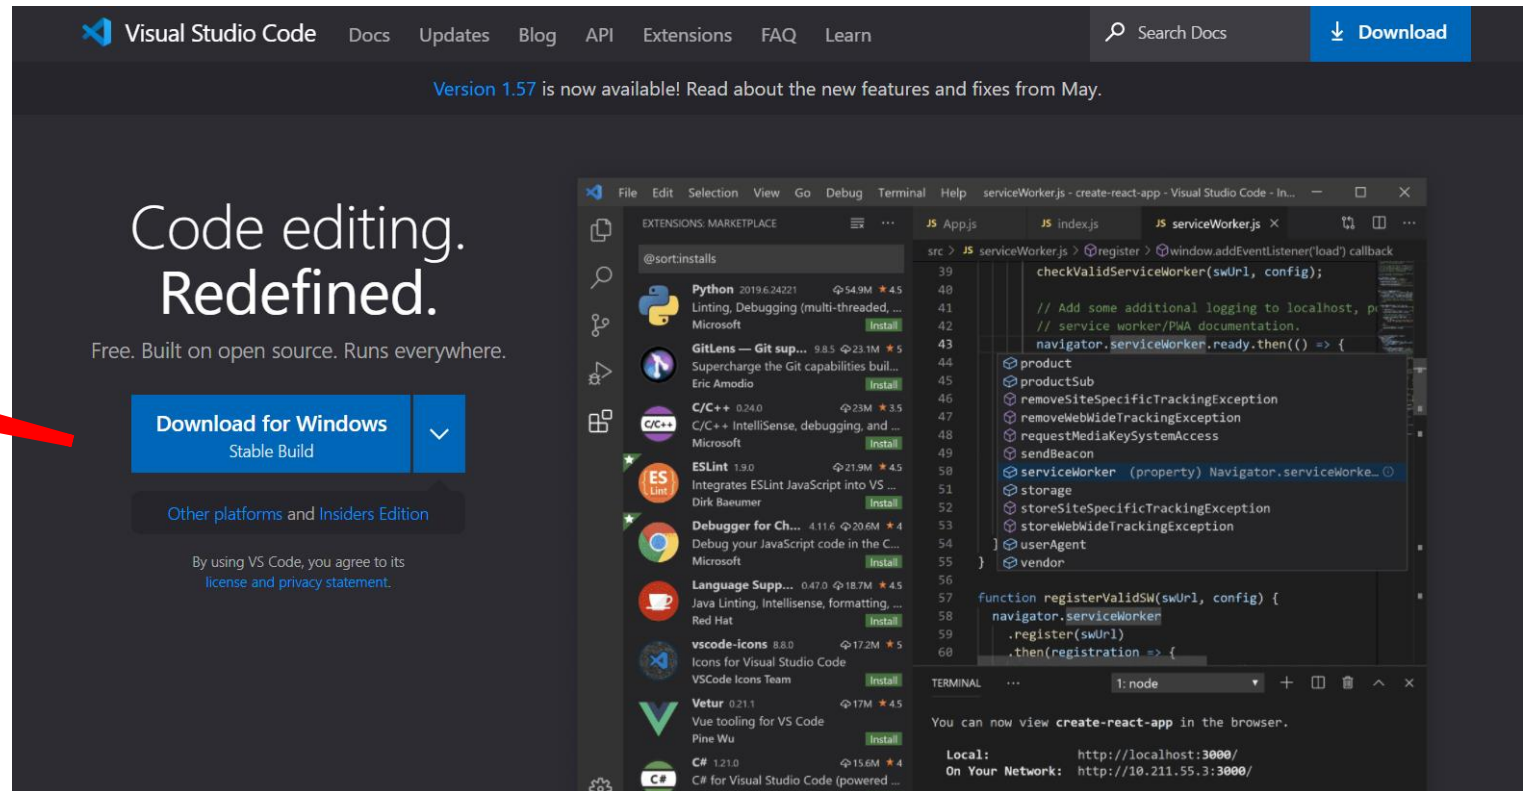 Visual Studio Code Docs Updates Blog API Extensions FAQ Learn Search Docs Download
Version 1.57 is now available! Read about the new features and fixes from May.
Code editing.
Redefined.
Free. Built on open source. Runs everywhere.
Download for Windows
Stable Build
Other platforms and Insiders Edition
By using VS Code, you agree to its
license and privacy statement.
File Edit Selection View Go Debug Terminal Help serviceWorker.js - create-react-app - Visual Studio Code - In...
EXTENSIONS: MARKETPLACE
@sort:installs
Python 2019.6.24221 54.9M ★ 4.5
Linting, Debugging (multi-threaded, ...
Microsoft Install
GitLens — Git sup... 9.8.5 23.1M ★ 5
Supercharge the Git capabilities buil...
Eric Amodio Install
C/C++ 0.24.0 23M ★ 3.5
C/C++ C/C++ IntelliSense, debugging, and ...
Microsoft Install
ESLint 1.9.0 21.9M ★ 4.5
ES Lint Integrates ESLint JavaScript into VS ...
Dirk Baeumer Install
Debugger for Ch... 4.11.6 20.6M ★ 4
Debug your JavaScript code in the C...
Microsoft Install
Language Supp... 0.47.0 18.7M ★ 4.5
Java Linting, Intellisense, formatting, ...
Red Hat Install
vscode-icons 8.8.0 17.2M ★ 5
Icons for Visual Studio Code
VSCode Icons Team Install
Vetur 0.21.1 17M ★ 4.5
Vue tooling for VS Code
Pine Wu Install
C# 1.21.0 15.6M ★ 4
C# C# for Visual Studio Code (powered ...
JS App.js JS index.js JS serviceWorker.js
src > JS serviceWorker.js > register > window.addEventListener('load') callback
39 checkValidServiceWorker(swUrl, config);
40
41 // Add some additional logging to localhost, p
42 // service worker/PWA documentation.
43 navigator.serviceWorker.ready.then(() => {
44 product
45 productSub
46 removeSiteSpecificTrackingException
47 removeWebWideTrackingException
48 requestMediaKeySystemAccess
49 sendBeacon
50 serviceWorker (property) Navigator.serviceWorke...
51 storage
52 storeSiteSpecificTrackingException
53 storeWebWideTrackingException
54 } userAgent
55 } vendor
56
57 function registerValidSW(swUrl, config) {
58 navigator.serviceWorker
59 .register(swUrl)
60 .then(registration => {
TERMINAL ... 1: node
You can now view create-react-app in the browser.
Local: http://localhost:3000/
On Your Network: http://10.211.55.3:3000/